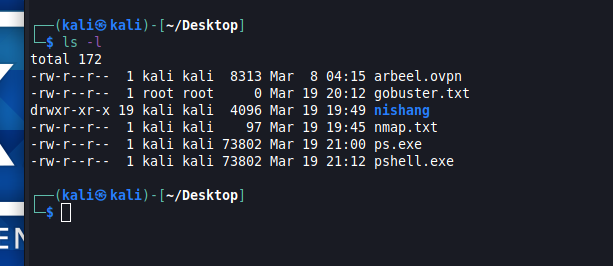 ┌──(kali㉿kali)-[~/Desktop]
└─$ ls -l
total 172
-rw-r--r--  1 kali kali  8313 Mar  8 04:15 arbeel.ovpn
-rw-r--r--  1 root root     0 Mar 19 20:12 gobuster.txt
drwxr-xr-x 19 kali kali  4096 Mar 19 19:49 nishang
-rw-r--r--  1 kali kali    97 Mar 19 19:45 nmap.txt
-rw-r--r--  1 kali kali 73802 Mar 19 21:00 ps.exe
-rw-r--r--  1 kali kali 73802 Mar 19 21:12 pshell.exe
┌──(kali㉿kali)-[~/Desktop]
└─$
EN